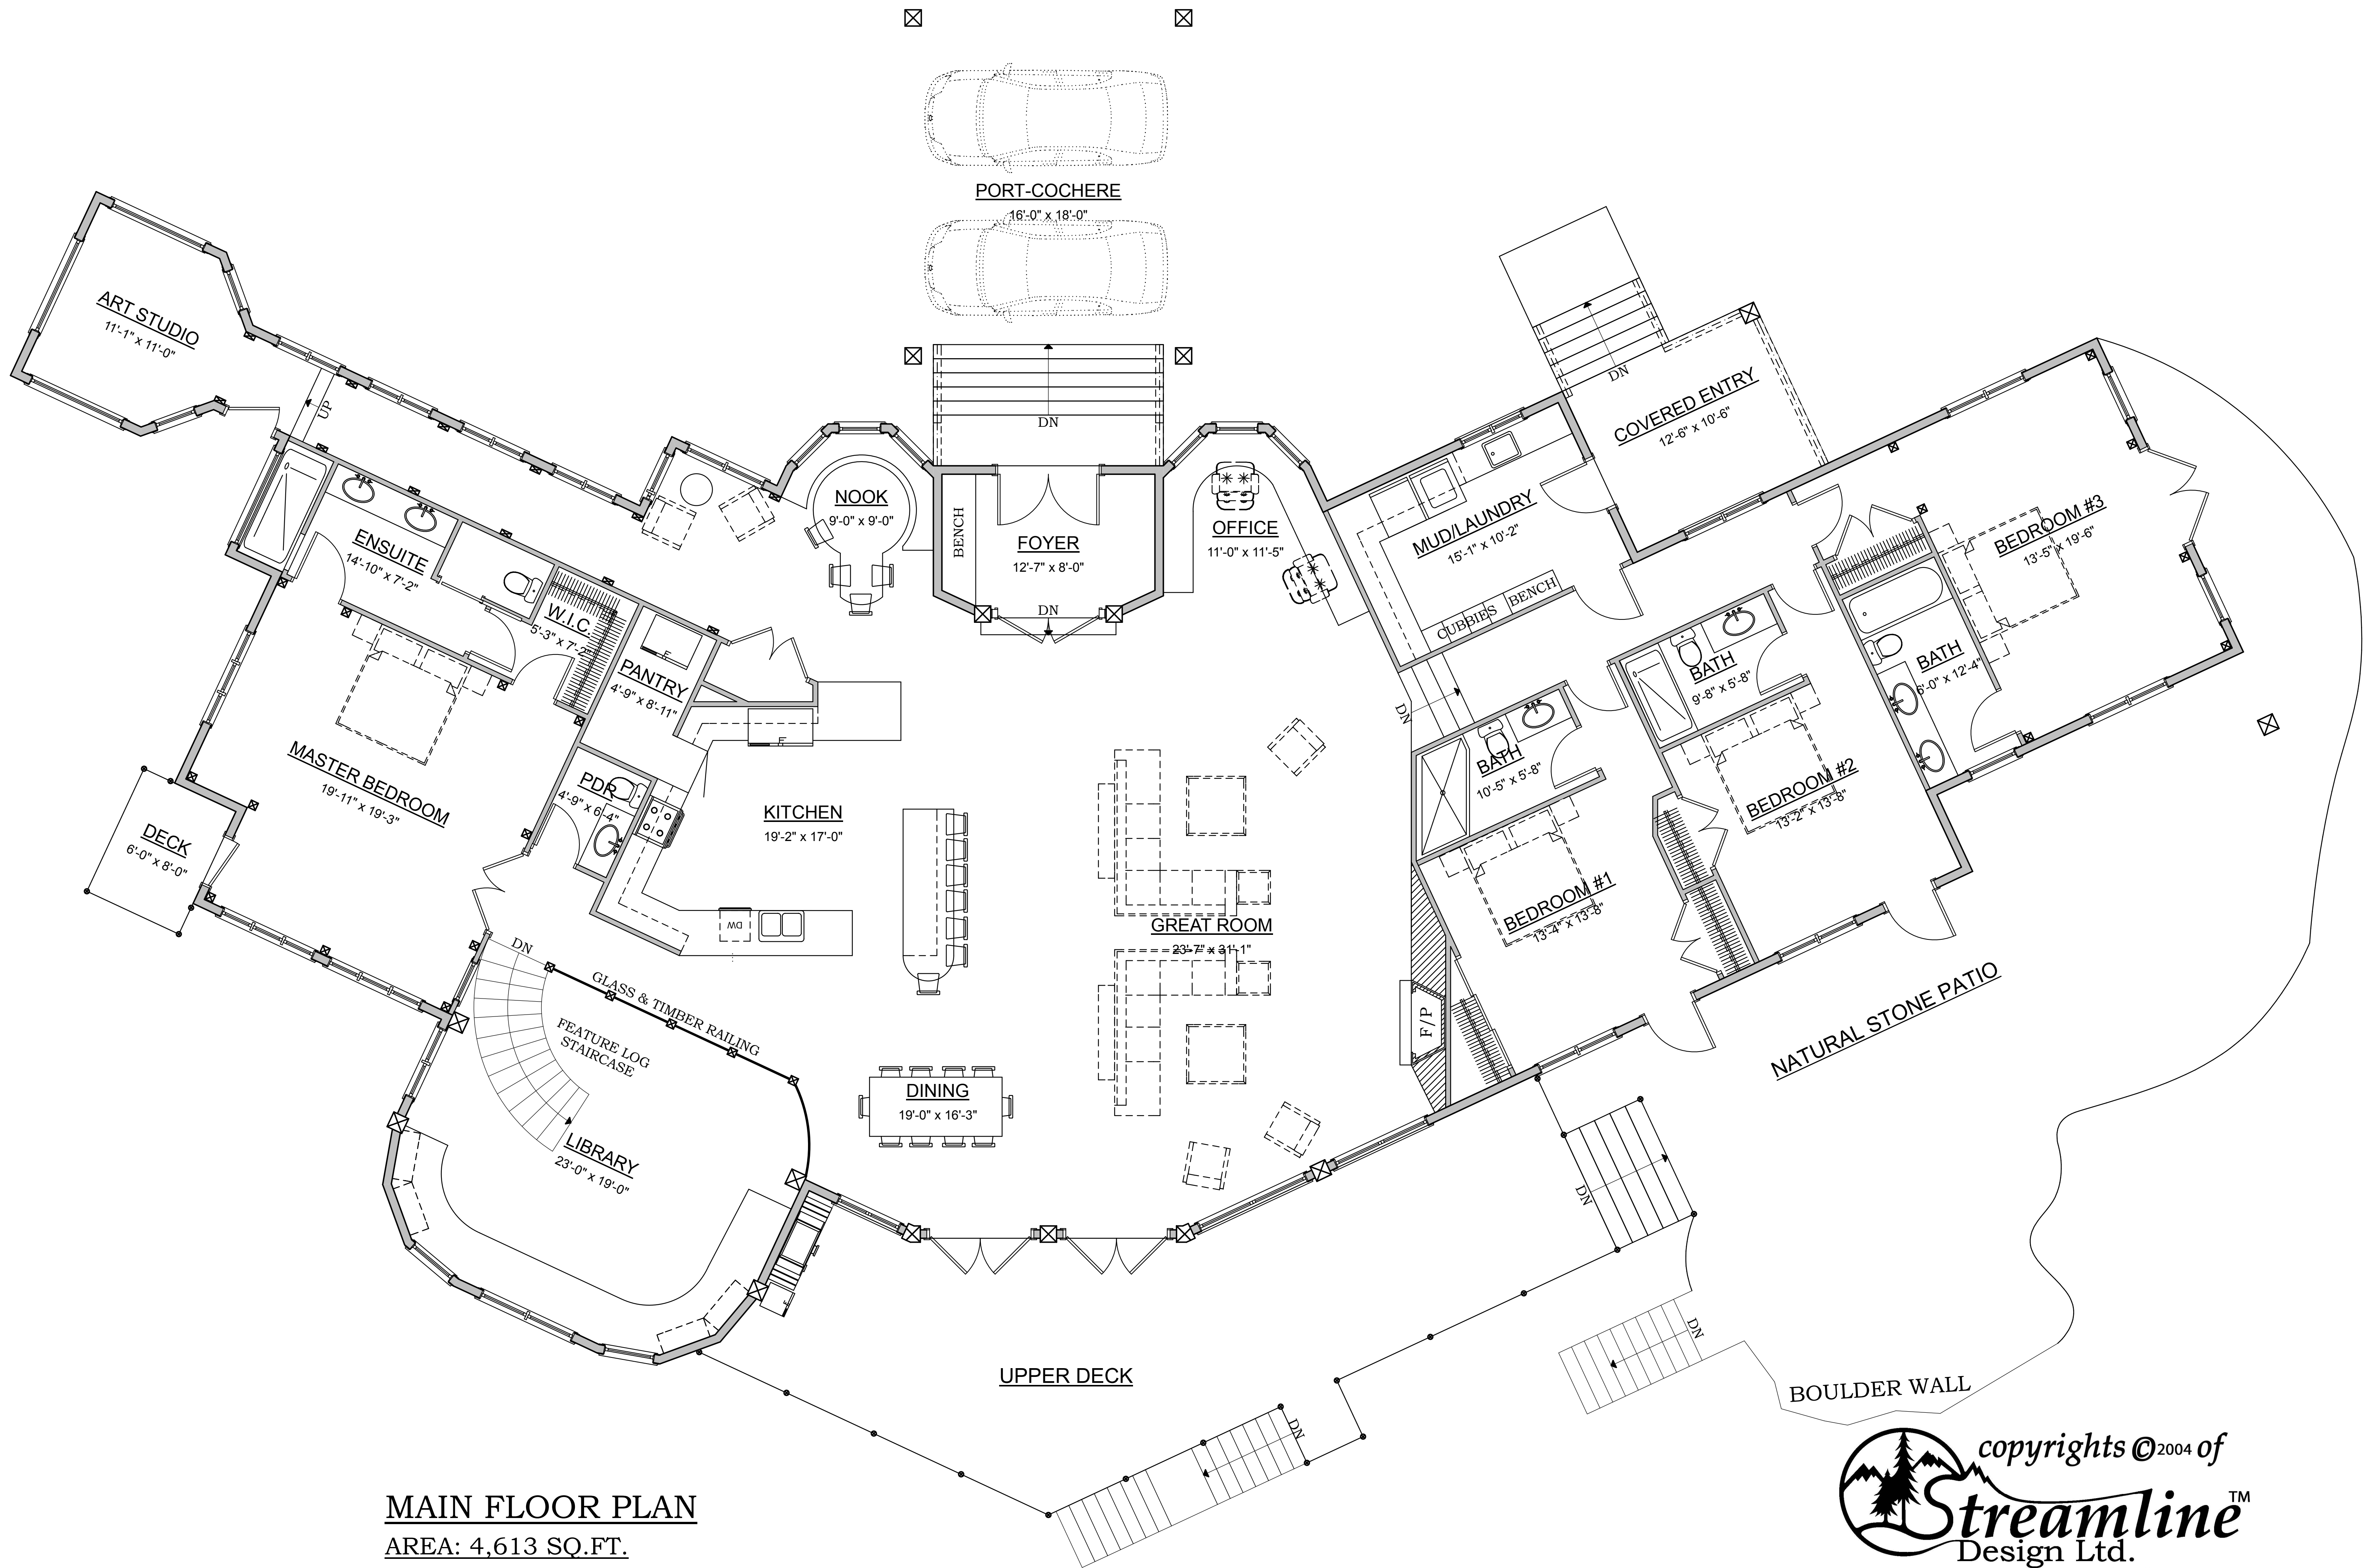 PORT-COCHERE
16'-0" x 18'-0"
ART STUDIO
11'-1" x 11'-0"
UP
DN
DN
COVERED ENTRY
12'-6" x 10'-6"
NOOK
9'-0" x 9'-0"
BENCH
FOYER
12'-7" x 8'-0"
DN
OFFICE
11'-0" x 11'-5"
MUD/LAUNDRY
15'-1" x 10'-2"
CUBBIES
BENCH
BEDROOM #3
13'-5" x 19'-6"
ENSUITE
14'-10" x 7'-2"
W.I.C.
5'-3" x 7'-2"
PANTRY
4'-9" x 8'-11"
F
F
BATH
9'-8" x 5'-8"
BATH
6'-0" x 12'-4"
DN
BATH
10'-5" x 5'-8"
MASTER BEDROOM
19'-11" x 19'-3"
PDR
4'-9" x 6'-4"
KITCHEN
19'-2" x 17'-0"
BEDROOM #2
13'-2" x 13'-8"
DECK
6'-0" x 8'-0"
DW
GREAT ROOM
23'-7" x 31'-1"
BEDROOM #1
13'-4" x 13'-8"
DN
GLASS & TIMBER RAILING
FEATURE LOG
STAIRCASE
F/P
NATURAL STONE PATIO
DINING
19'-0" x 16'-3"
LIBRARY
23'-0" x 19'-0"
DN
DN
UPPER DECK
BOULDER WALL
DN
MAIN FLOOR PLAN
AREA: 4,613 SQ.FT.
copyrights © 2004 of
Streamline™
Design Ltd.